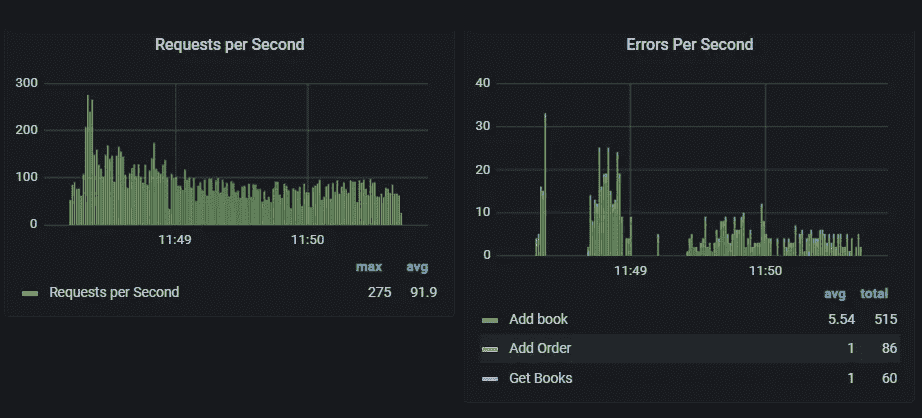 Requests per Second
300
200
100
0
11:49 11:50
max avg
Requests per Second 275 91.9
Errors Per Second
40
30
20
10
0
11:49 11:50
avg total
Add book 5.54 515
Add Order 1 86
Get Books 1 60